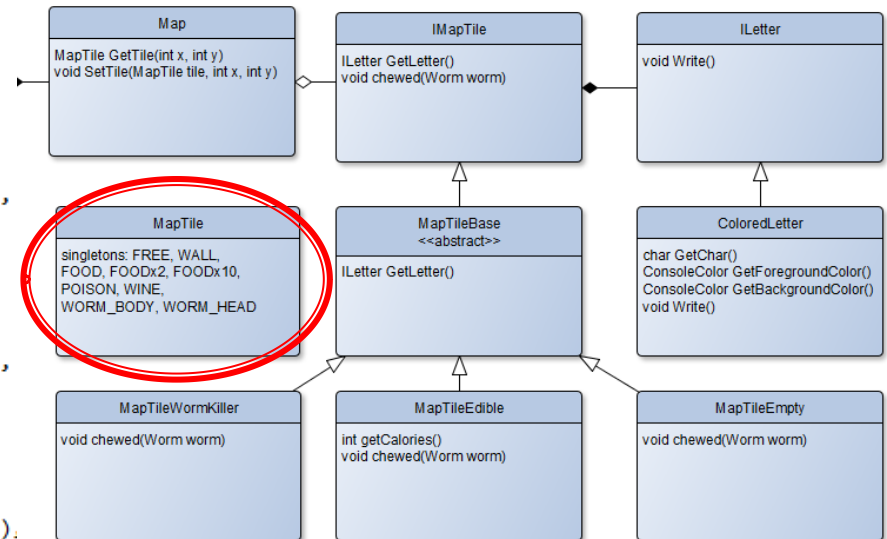 Map
MapTile GetTile(int x, int y)
void SetTile(MapTile tile, int x, int y)
IMapTile
ILetter GetLetter()
void chewed(Worm worm)
ILetter
void Write()
,
MapTile
singletons: FREE, WALL,
FOOD, FOODx2, FOODx10,
POISON, WINE,
WORM_BODY, WORM_HEAD
MapTileBase
<<abstract>>
ILetter GetLetter()
ColoredLetter
char GetChar()
ConsoleColor GetForegroundColor()
ConsoleColor GetBackgroundColor()
void Write()
,
MapTileWormKiller
void chewed(Worm worm)
MapTileEdible
int getCalories()
void chewed(Worm worm)
MapTileEmpty
void chewed(Worm worm)
),